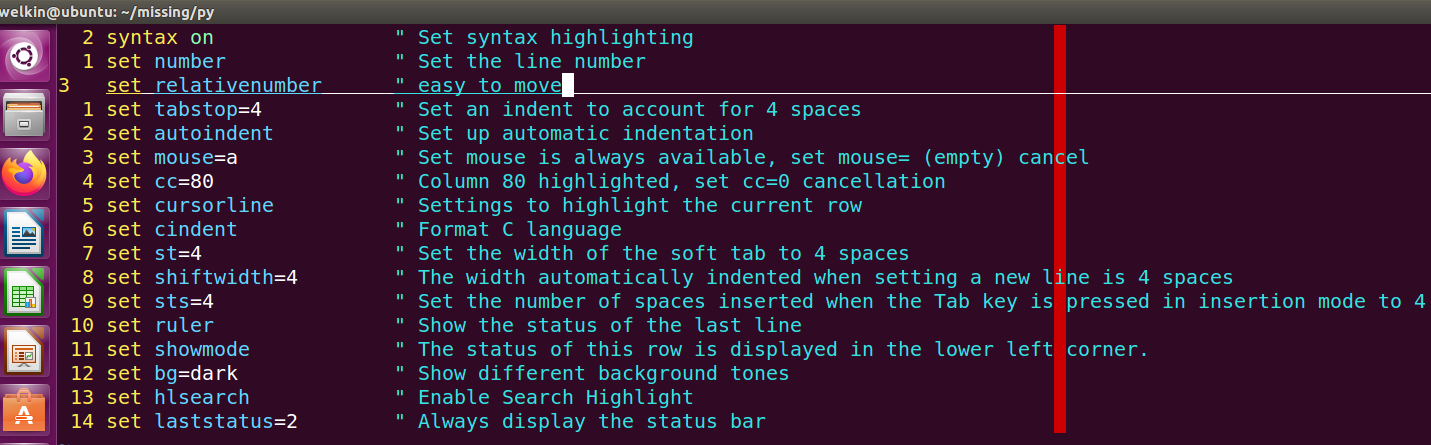 welkin@ubuntu: ~/missing/py
2 syntax on " Set syntax highlighting
1 set number " Set the line number
3 set relativenumber " easy to move
1 set tabstop=4 " Set an indent to account for 4 spaces
2 set autoindent " Set up automatic indentation
3 set mouse=a " Set mouse is always available, set mouse= (empty) cancel
4 set cc=80 " Column 80 highlighted, set cc=0 cancellation
5 set cursorline " Settings to highlight the current row
6 set cindent " Format C language
7 set st=4 " Set the width of the soft tab to 4 spaces
8 set shiftwidth=4 " The width automatically indented when setting a new line is 4 spaces
9 set sts=4 " Set the number of spaces inserted when the Tab key is pressed in insertion mode to 4
10 set ruler " Show the status of the last line
11 set showmode " The status of this row is displayed in the lower left corner.
12 set bg=dark " Show different background tones
13 set hlsearch " Enable Search Highlight
14 set laststatus=2 " Always display the status bar